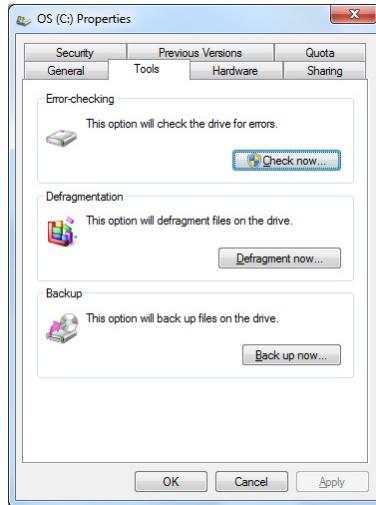 OS (C:) Properties
Security Previous Versions Quota
General Tools Hardware Sharing
Error-checking
This option will check the drive for errors.
Check now...
Defragmentation
This option will defragment files on the drive.
Defragment now...
Backup
This option will back up files on the drive.
Back up now...
OK Cancel Apply